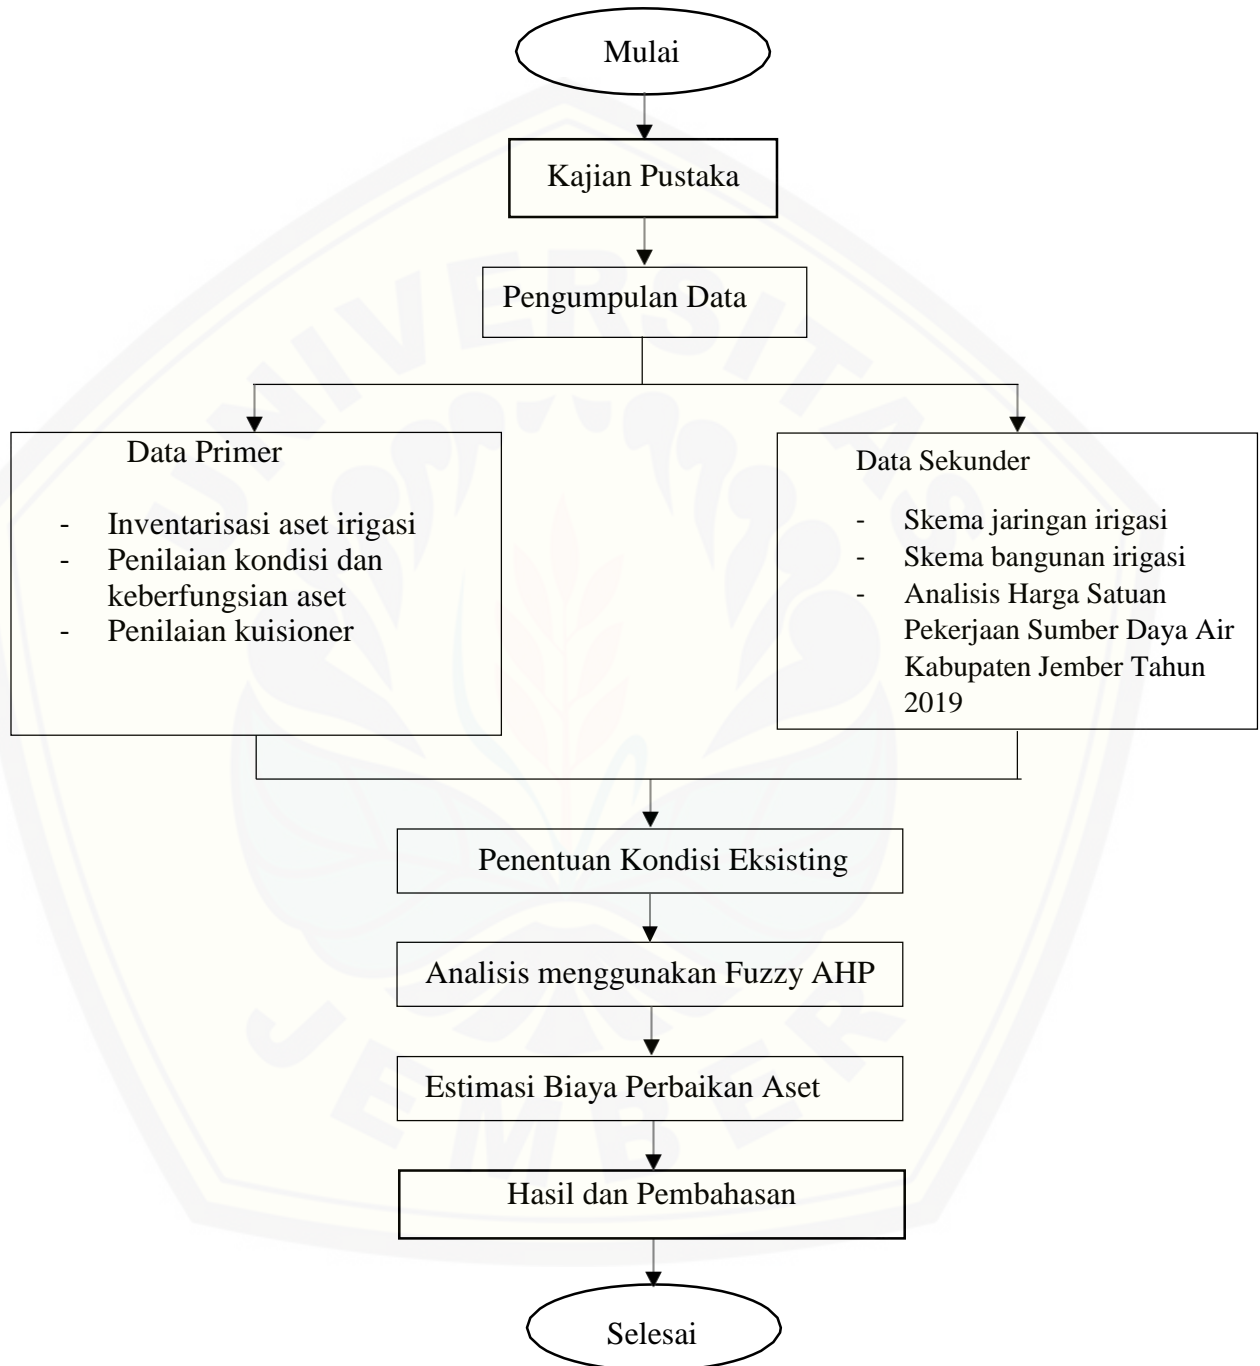 Mulai
Kajian Pustaka
Pengumpulan Data
Data Primer
- Inventarisasi aset irigasi
- Penilaian kondisi dan
keberfungsian aset
- Penilaian kuisioner
Data Sekunder
- Skema jaringan irigasi
- Skema bangunan irigasi
- Analisis Harga Satuan
Pekerjaan Sumber Daya Air
Kabupaten Jember Tahun
2019
Penentuan Kondisi Eksisting
Analisis menggunakan Fuzzy AHP
Estimasi Biaya Perbaikan Aset
Hasil dan Pembahasan
Selesai
UNIVERSITAS
JEMBER